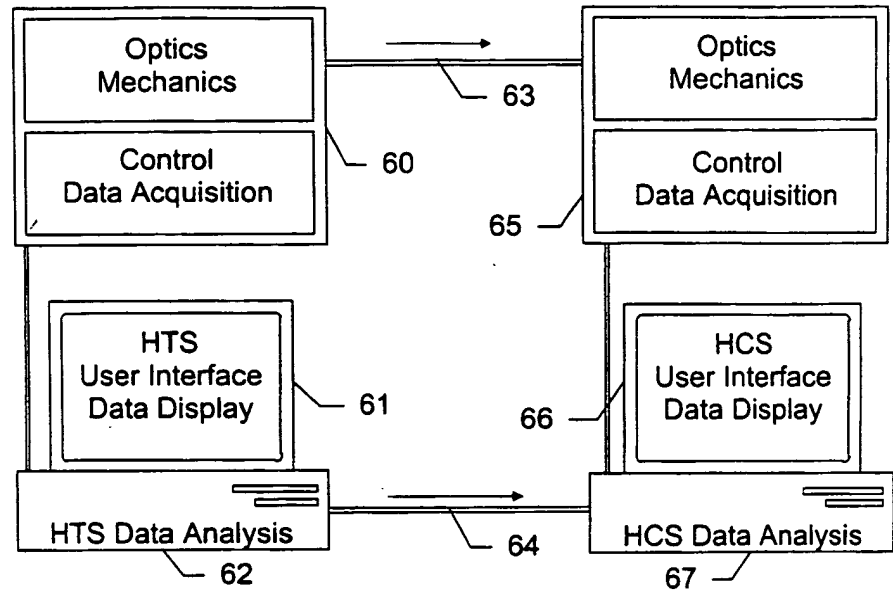 Optics
Mechanics
Control
Data Acquisition
60
63
Optics
Mechanics
Control
Data Acquisition
65
HTS
User Interface
Data Display
61
HTS Data Analysis
62
64
HCS
User Interface
Data Display
66
HCS Data Analysis
67